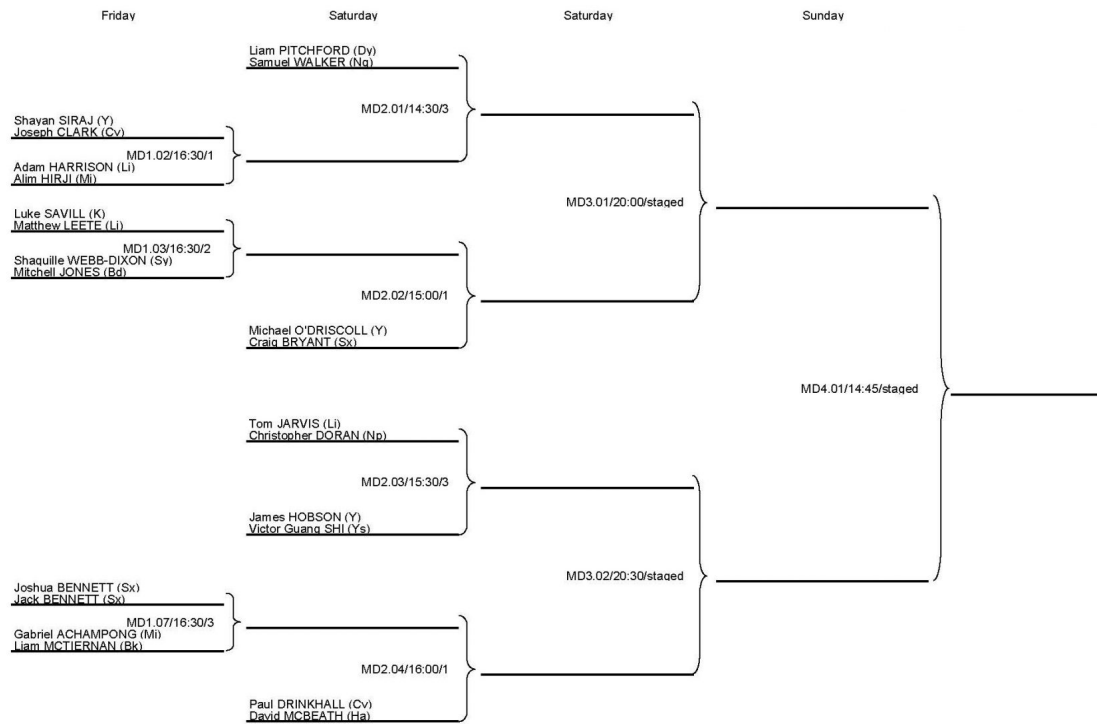 Friday
Saturday
Saturday
Sunday
Liam PITCHFORD (Dy)
Samuel WALKER (Ng)
MD2.01/14:30/3
Shayan SIRAJ (Y)
Joseph CLARK (Cv)
MD1.02/16:30/1
Adam HARRISON (Li)
Alim HIRJI (Mi)
MD3.01/20:00/staged
Luke SAVILL (K)
Matthew LEETE (Li)
MD1.03/16:30/2
Shaquille WEBB-DIXON (Sy)
Mitchell JONES (Bd)
MD2.02/15:00/1
Michael O'DRISCOLL (Y)
Craig BRYANT (Sx)
MD4.01/14:45/staged
Tom JARVIS (Li)
Christopher DORAN (Np)
MD2.03/15:30/3
James HOBSON (Y)
Victor Guang SHI (Ys)
MD3.02/20:30/staged
Joshua BENNETT (Sx)
Jack BENNETT (Sx)
MD1.07/16:30/3
Gabriel ACHAMPONG (Mi)
Liam MCTIERNAN (Bk)
MD2.04/16:00/1
Paul DRINKHALL (Cv)
David MCBEATH (Ha)